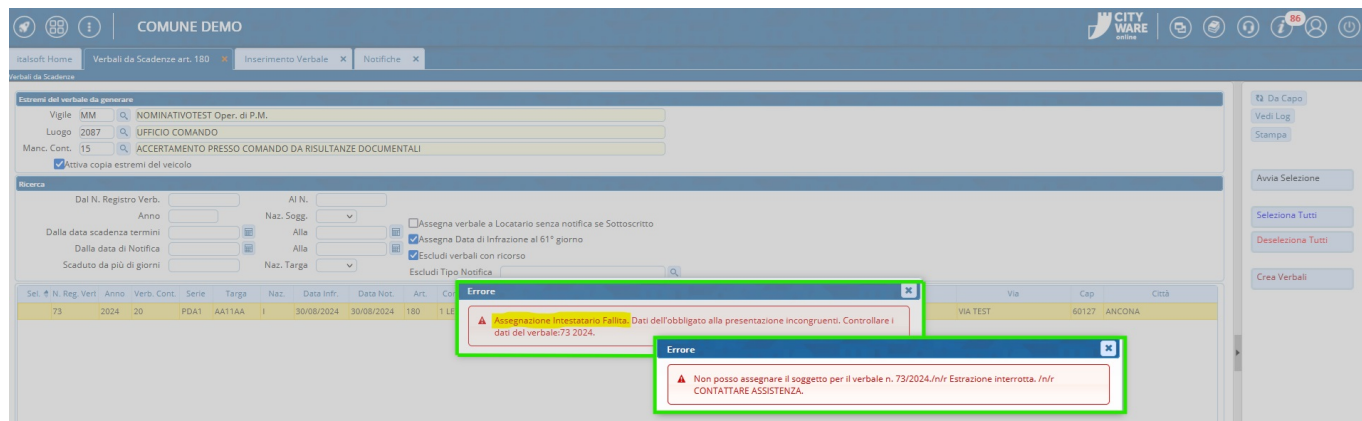 COMUNE DEMO
CITY
WARE
online
86
italsoft Home
Verbali da Scadenze art. 180
Inserimento Verbale
Notifiche
Verbali da Scadenze
Estremi del verbale da generare
Vigile MM NOMINATIVOTEST Oper. di P.M.
Luogo 2087 UFFICIO COMANDO
Manc. Cont. 15 ACCERTAMENTO PRESSO COMANDO DA RISULTANZE DOCUMENTALI
Attiva copia estremi del veicolo
Ricerca
Dal N. Registro Verb. Al N.
Anno Naz. Sogg.
Dalla data scadenza termini Alla
Dalla data di Notifica Alla
Scaduto da più di giorni Naz. Targa
Assegna verbale a Locatario senza notifica se Sottoscritto
Assegna Data di Infrazione al 61° giorno
Escludi verbali con ricorso
Escludi Tipo Notifica
Sel. N. Reg. Vert Anno Verb. Cont. Serie Targa Naz. Data Infr. Data Not. Art. Via Cap Città
73 2024 20 PDA1 AA11AA I 30/08/2024 30/08/2024 180 VIA TEST 60127 ANCONA
Errore
Assegnazione Intestatario Fallita. Dati dell'obbligato alla presentazione incongruenti. Controllare i
dati del verbale:73 2024.
Errore
Non posso assegnare il soggetto per il verbale n. 73/2024./n/r Estrazione interrotta. /n/r
CONTATTARE ASSISTENZA.
Da Capo
Vedi Log
Stampa
Avvia Selezione
Seleziona Tutti
Deseleziona Tutti
Crea Verbali